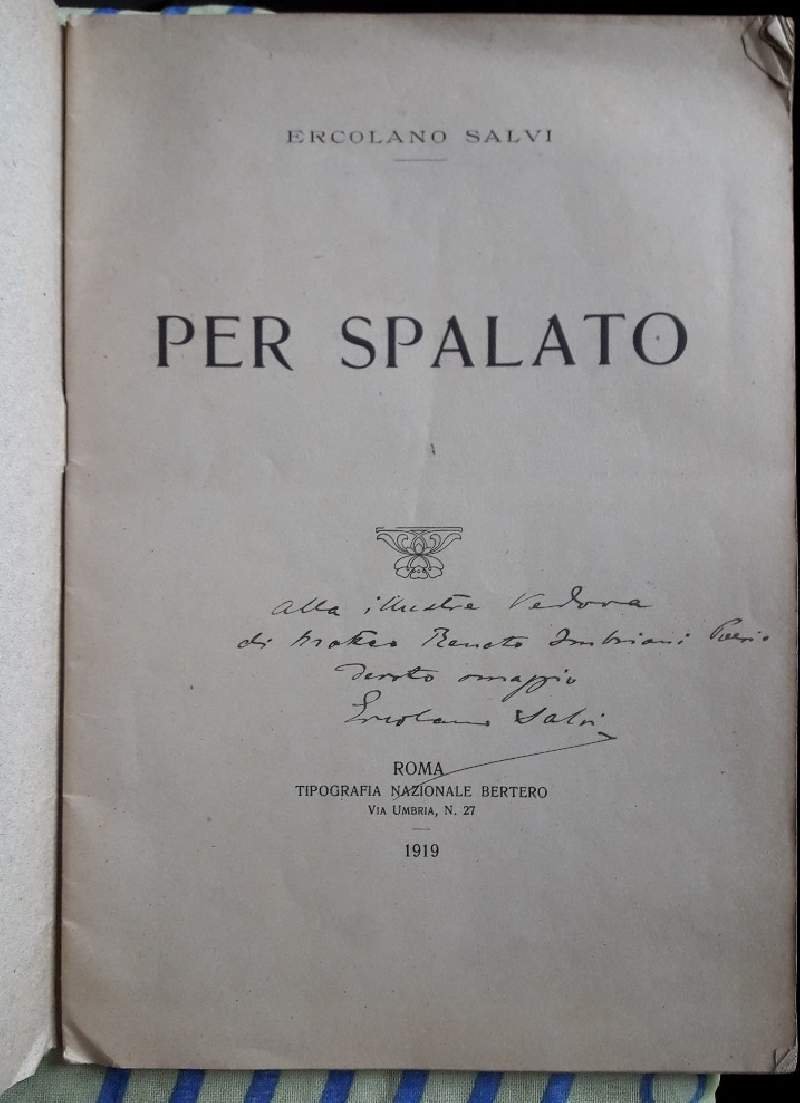 ERCOLANO SALVI
PER SPALATO
Alla illustre Vedova
di Matteo Renato Imbriani Poerio
devoto omaggio
Ercolano Salvi
ROMA
TIPOGRAFIA NAZIONALE BERTERO
VIA UMBRIA, N. 27
1919